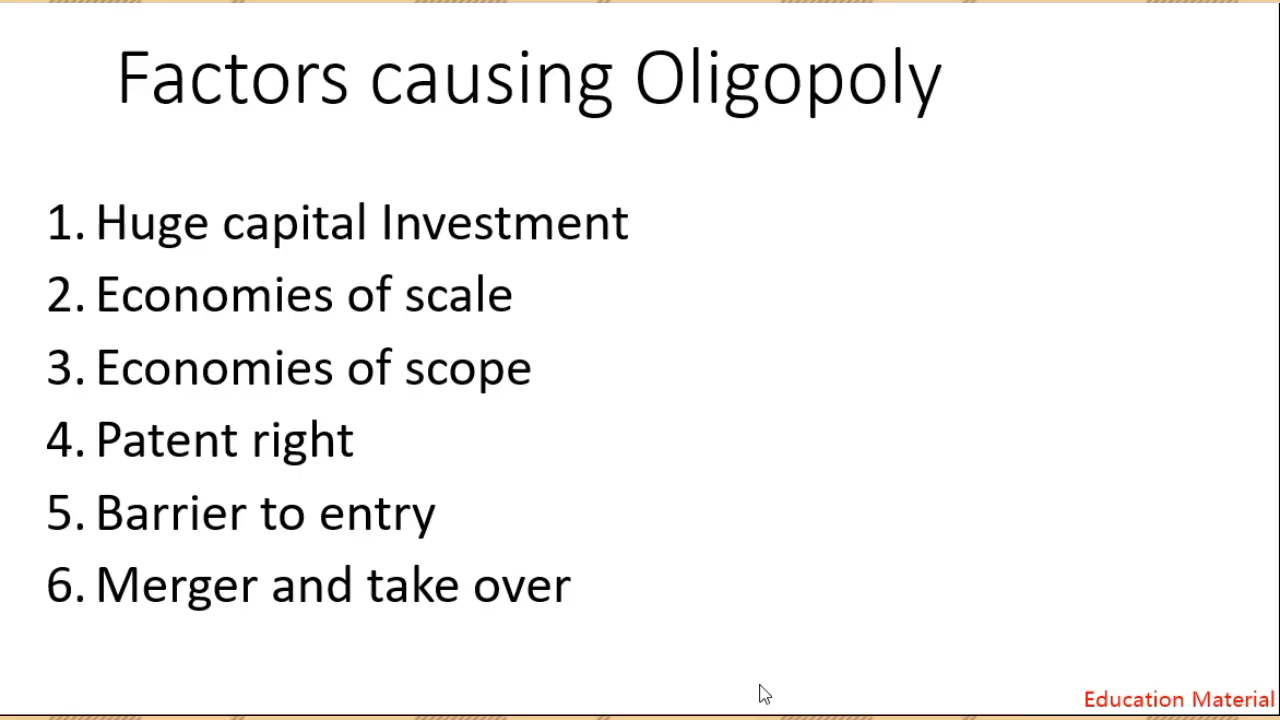 Factors causing Oligopoly
1. Huge capital Investment
2. Economies of scale
3. Economies of scope
4. Patent right
5. Barrier to entry
6. Merger and take over
Education Material